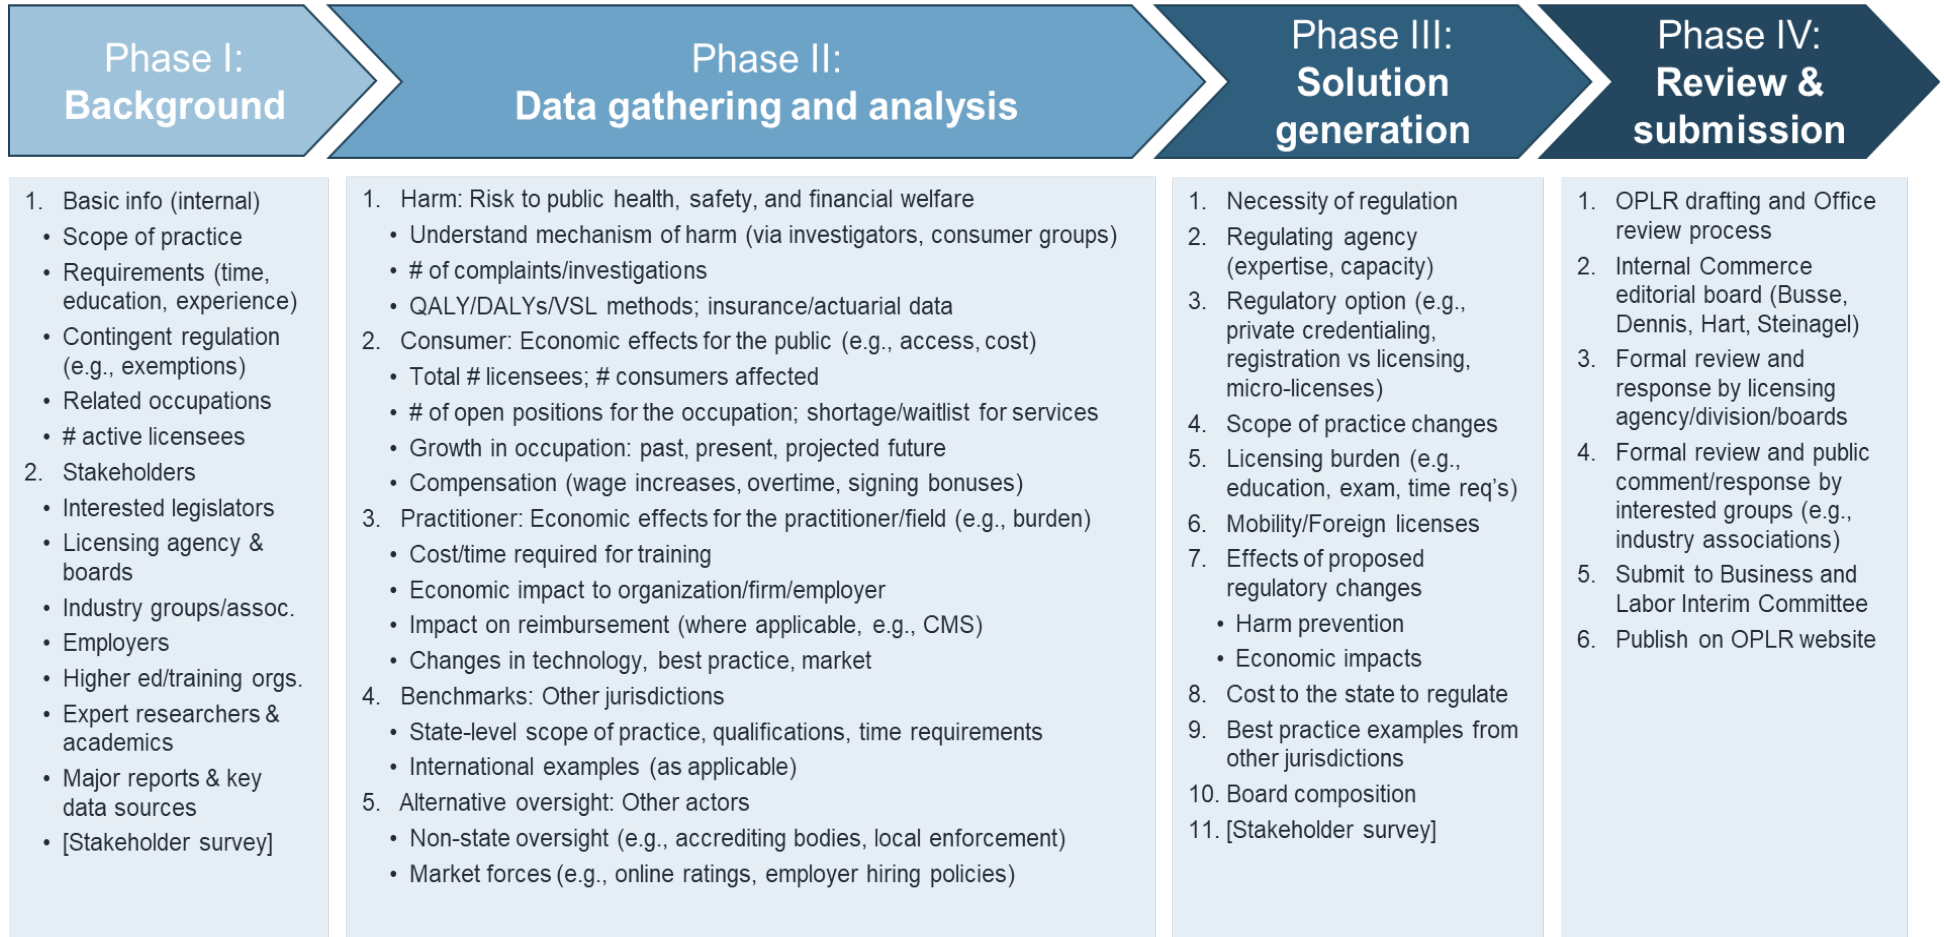 Phase I:
Background
Phase II:
Data gathering and analysis
Phase III:
Solution
generation
Phase IV:
Review &
submission
1. Basic info (internal)
• Scope of practice
• Requirements (time,
education, experience)
• Contingent regulation
(e.g., exemptions)
• Related occupations
• # active licensees
2. Stakeholders
• Interested legislators
• Licensing agency &
boards
• Industry groups/assoc.
• Employers
• Higher ed/training orgs.
• Expert researchers &
academics
• Major reports & key
data sources
• [Stakeholder survey]
1. Harm: Risk to public health, safety, and financial welfare
• Understand mechanism of harm (via investigators, consumer groups)
• # of complaints/investigations
• QALY/DALYs/VSL methods; insurance/actuarial data
2. Consumer: Economic effects for the public (e.g., access, cost)
• Total # licensees; # consumers affected
• # of open positions for the occupation; shortage/waitlist for services
• Growth in occupation: past, present, projected future
• Compensation (wage increases, overtime, signing bonuses)
3. Practitioner: Economic effects for the practitioner/field (e.g., burden)
• Cost/time required for training
• Economic impact to organization/firm/employer
• Impact on reimbursement (where applicable, e.g., CMS)
• Changes in technology, best practice, market
4. Benchmarks: Other jurisdictions
• State-level scope of practice, qualifications, time requirements
• International examples (as applicable)
5. Alternative oversight: Other actors
• Non-state oversight (e.g., accrediting bodies, local enforcement)
• Market forces (e.g., online ratings, employer hiring policies)
1. Necessity of regulation
2. Regulating agency
(expertise, capacity)
3. Regulatory option (e.g.,
private credentialing,
registration vs licensing,
micro-licenses)
4. Scope of practice changes
5. Licensing burden (e.g.,
education, exam, time req's)
6. Mobility/Foreign licenses
7. Effects of proposed
regulatory changes
• Harm prevention
• Economic impacts
8. Cost to the state to regulate
9. Best practice examples from
other jurisdictions
10. Board composition
11. [Stakeholder survey]
1. OPLR drafting and Office
review process
2. Internal Commerce
editorial board (Busse,
Dennis, Hart, Steinagel)
3. Formal review and
response by licensing
agency/division/boards
4. Formal review and public
comment/response by
interested groups (e.g.,
industry associations)
5. Submit to Business and
Labor Interim Committee
6. Publish on OPLR website